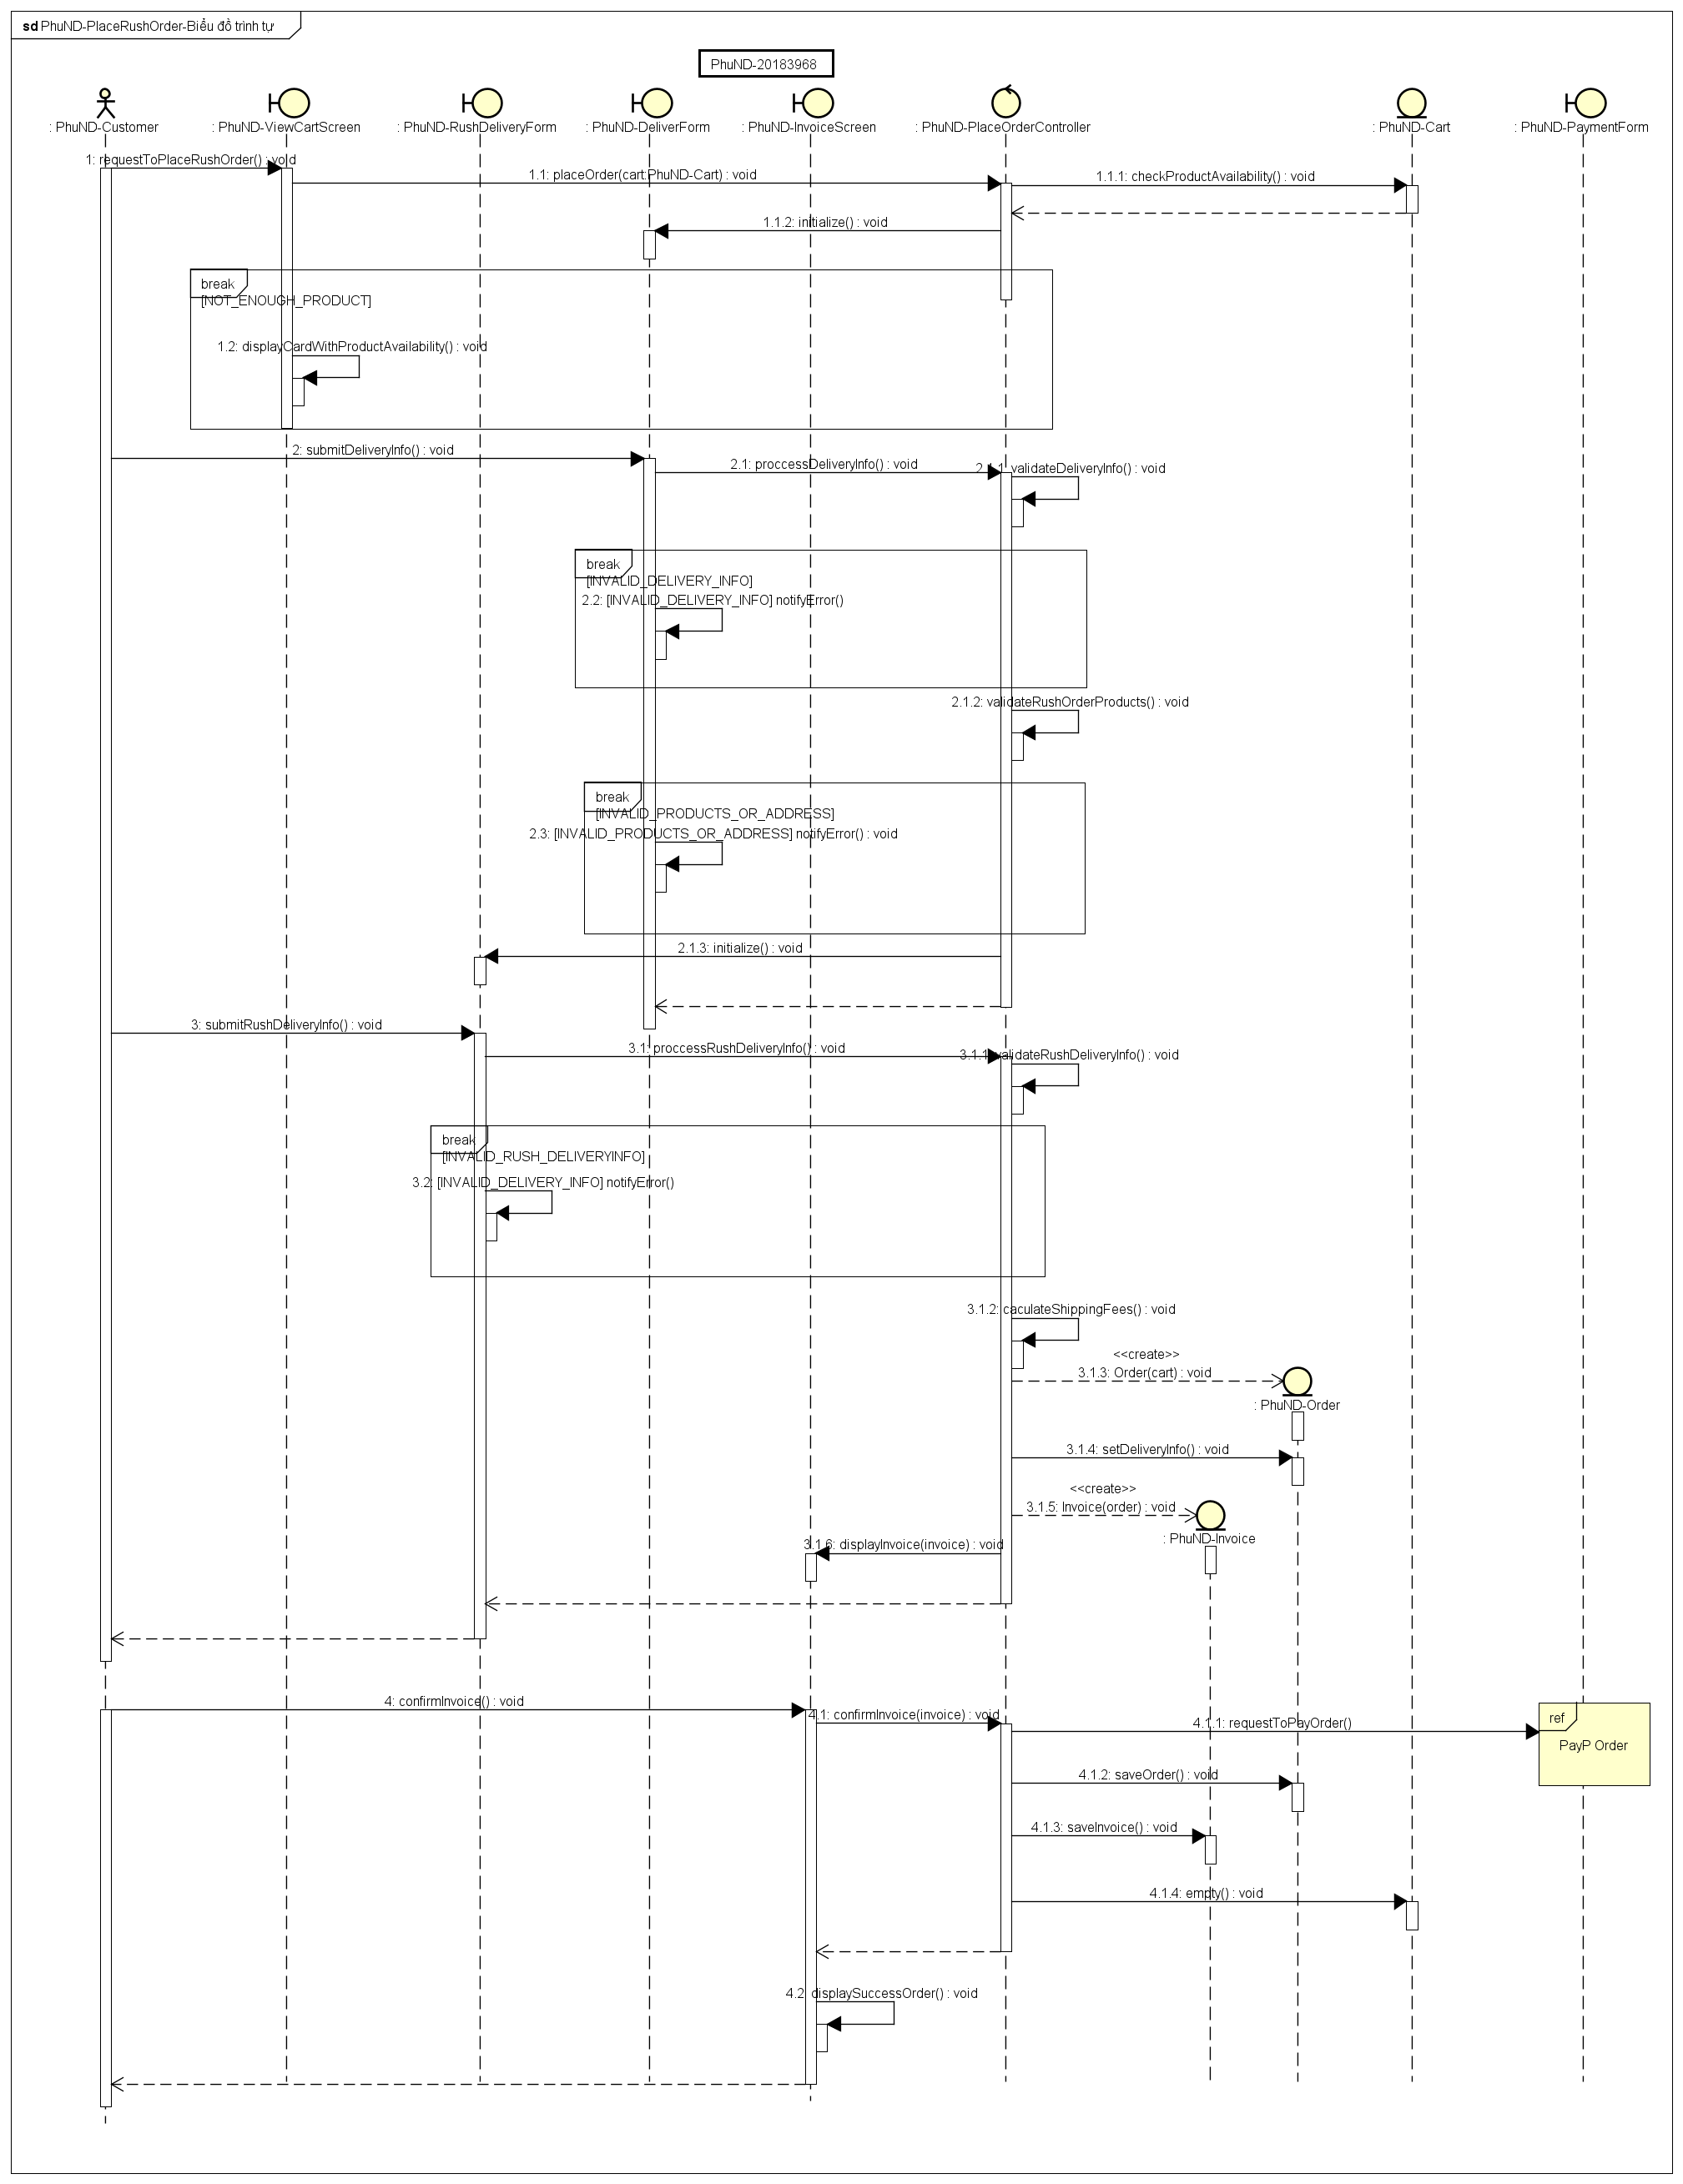 sd PhuND-PlaceRushOrder-Biểu đồ trình tự
PhuND-20183968
: PhuND-Customer
: PhuND-ViewCartScreen
: PhuND-RushDeliveryForm
: PhuND-DeliverForm
: PhuND-InvoiceScreen
: PhuND-PlaceOrderController
: PhuND-Cart
: PhuND-PaymentForm
1: requestToPlaceRushOrder() : void
1.1: placeOrder(cart:PhuND-Cart) : void
1.1.1: checkProductAvailability() : void
1.1.2: initialize() : void
break
[NOT_ENOUGH_PRODUCT]
1.2: displayCardWithProductAvailability() : void
2: submitDeliveryInfo() : void
2.1: proccessDeliveryInfo() : void
2.1.1: validateDeliveryInfo() : void
break
[INVALID_DELIVERY_INFO]
2.2: [INVALID_DELIVERY_INFO] notifyError()
2.1.2: validateRushOrderProducts() : void
break
[INVALID_PRODUCTS_OR_ADDRESS]
2.3: [INVALID_PRODUCTS_OR_ADDRESS] notifyError() : void
2.1.3: initialize() : void
3: submitRushDeliveryInfo() : void
3.1: proccessRushDeliveryInfo() : void
3.1.1: validateRushDeliveryInfo() : void
break
[INVALID_RUSH_DELIVERYINFO]
3.2: [INVALID_DELIVERY_INFO] notifyError()
3.1.2: caculateShippingFees() : void
<<create>>
3.1.3: Order(cart) : void
: PhuND-Order
3.1.4: setDeliveryInfo() : void
<<create>>
3.1.5: Invoice(order) : void
: PhuND-Invoice
3.1.6: displayInvoice(invoice) : void
4: confirmInvoice() : void
4.1: confirmInvoice(invoice) : void
4.1.1: requestToPayOrder()
ref
PayP Order
4.1.2: saveOrder() : void
4.1.3: saveInvoice() : void
4.1.4: empty() : void
4.2: displaySuccessOrder() : void